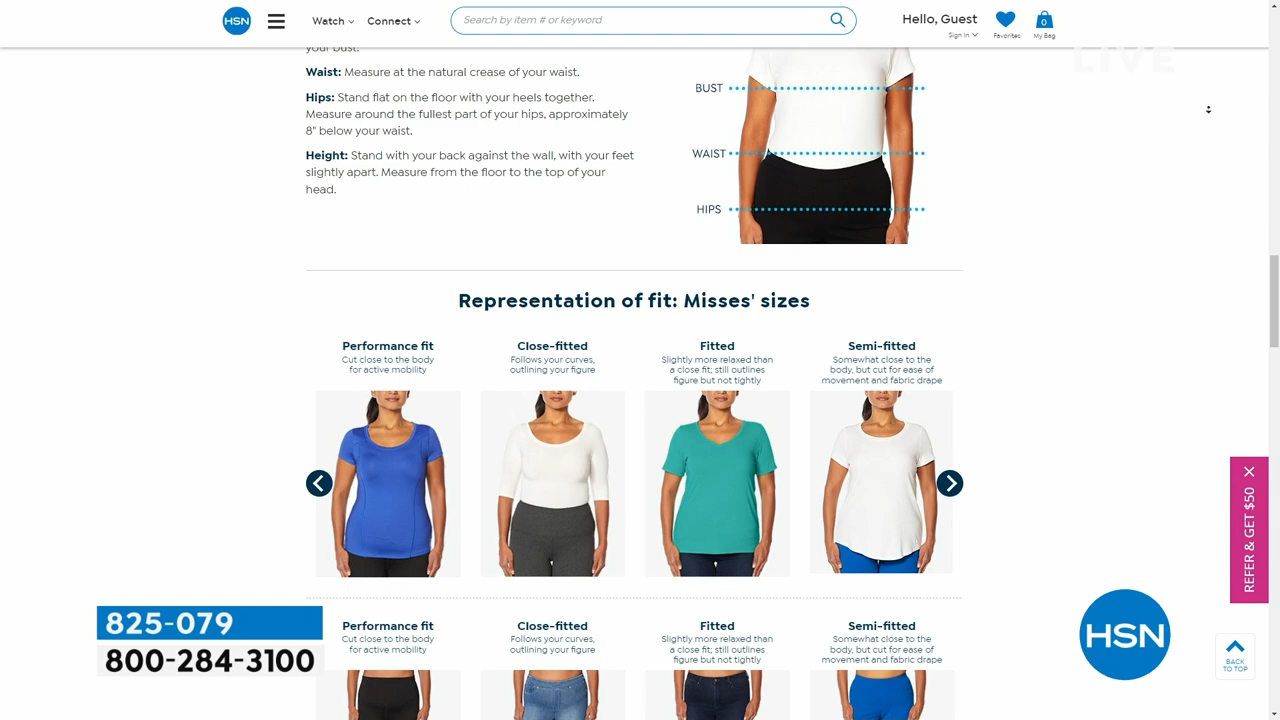 HSN
Watch
Connect
Search by item # or keyword
Hello, Guest
Sign In
Favorites
0
My Bag
LIVE
your bust.
Waist: Measure at the natural crease of your waist.
Hips: Stand flat on the floor with your heels together.
Measure around the fullest part of your hips, approximately
8" below your waist.
Height: Stand with your back against the wall, with your feet
slightly apart. Measure from the floor to the top of your
head.
BUST
WAIST
HIPS
Representation of fit: Misses' sizes
Performance fit
Cut close to the body
for active mobility
Close-fitted
Follows your curves,
outlining your figure
Fitted
Slightly more relaxed than
a close fit; still outlines
figure but not tightly
Semi-fitted
Somewhat close to the
body, but cut for ease of
movement and fabric drape
REFER & GET $50
825-079
800-284-3100
Performance fit
Cut close to the body
for active mobility
Close-fitted
Follows your curves,
outlining your figure
Fitted
Slightly more relaxed than
a close fit; still outlines
figure but not tightly
Semi-fitted
Somewhat close to the
body, but cut for ease of
movement and fabric drape
HSN
BACK
TO TOP